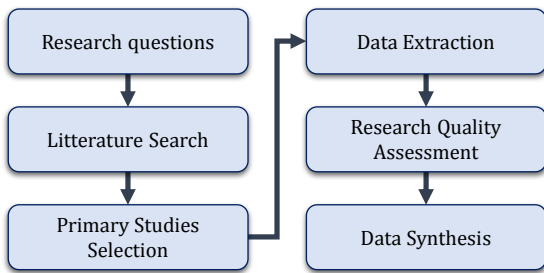 Research questions
Litterature Search
Primary Studies
Selection
Data Extraction
Research Quality
Assessment
Data Synthesis